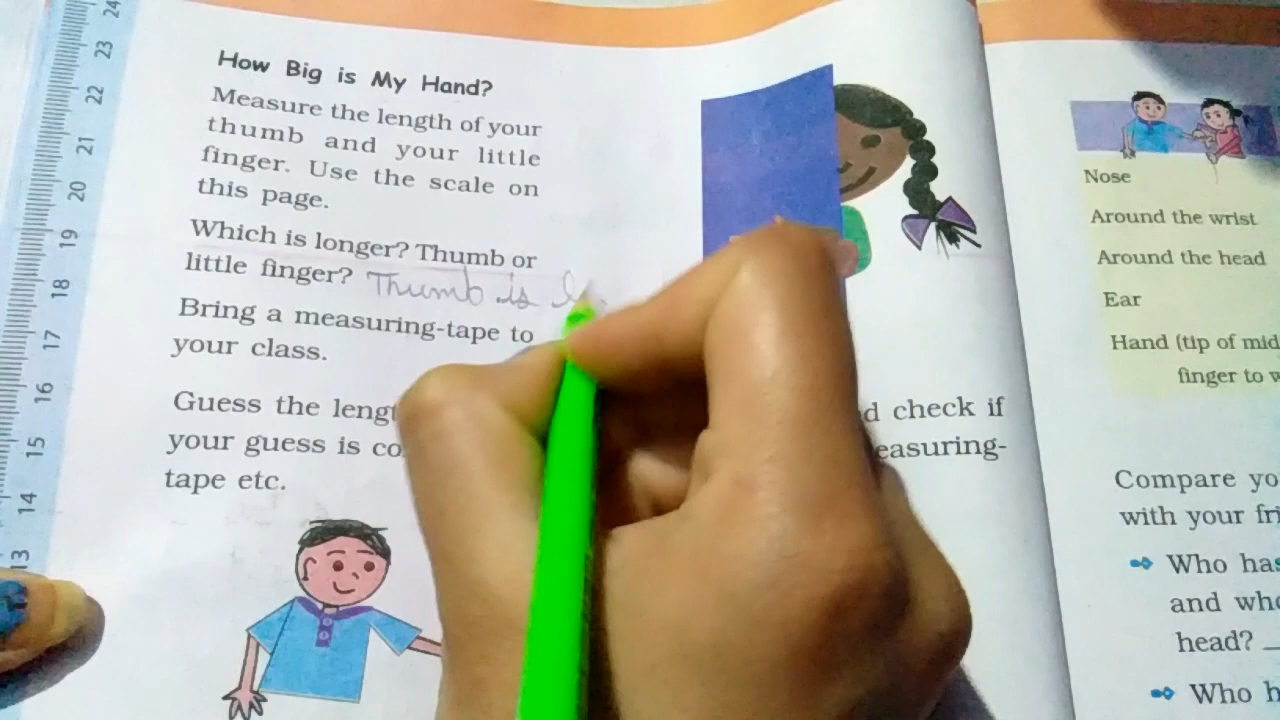 24
23
22
21
20
19
18
17
16
15
14
13
How Big is My Hand?
Measure the length of your
thumb and your little
finger. Use the scale on
this page.
Which is longer? Thumb or
little finger? Thumb is
Bring a measuring-tape to
your class.
Guess the
d check if
your guess is
easuring-
tape etc.
Nose
Around the wrist
Around the head
Ear
Hand (tip of mid
finger to w
Compare yo
with your fri
Who has
and who
head?
Who h